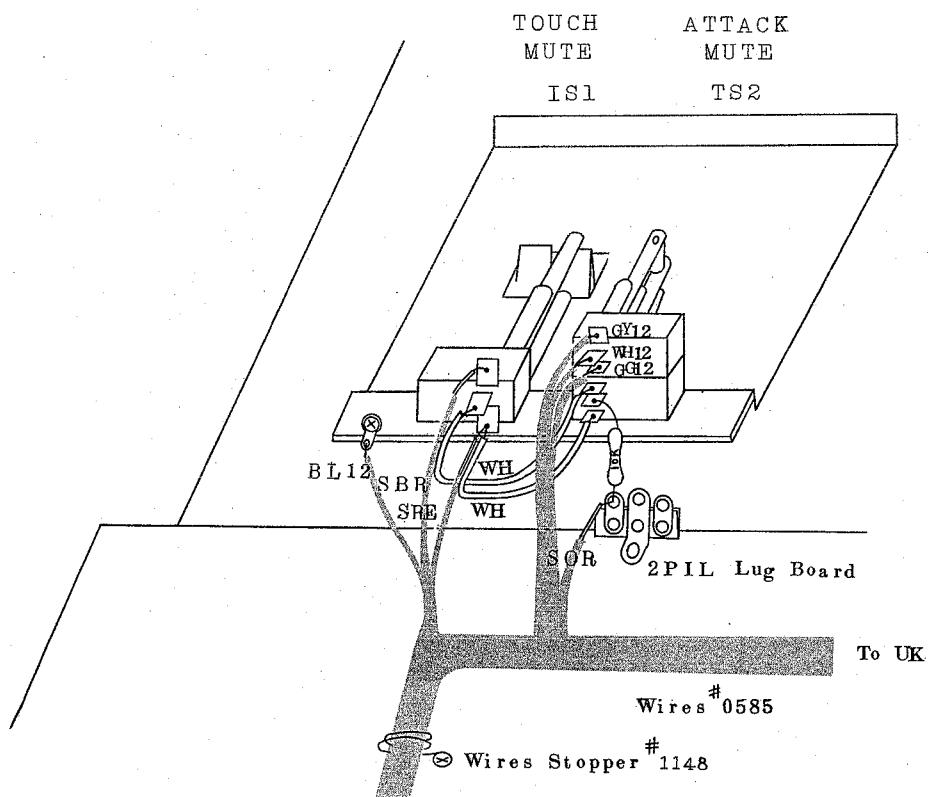 TOUCH
MUTE
IS1
ATTACK
MUTE
TS2
GY12
WH12
GG12
BL12
SBR
SRE
WH
WH
SOR
2PIL Lug Board
To UK
Wires #0585
Wires Stopper #1148